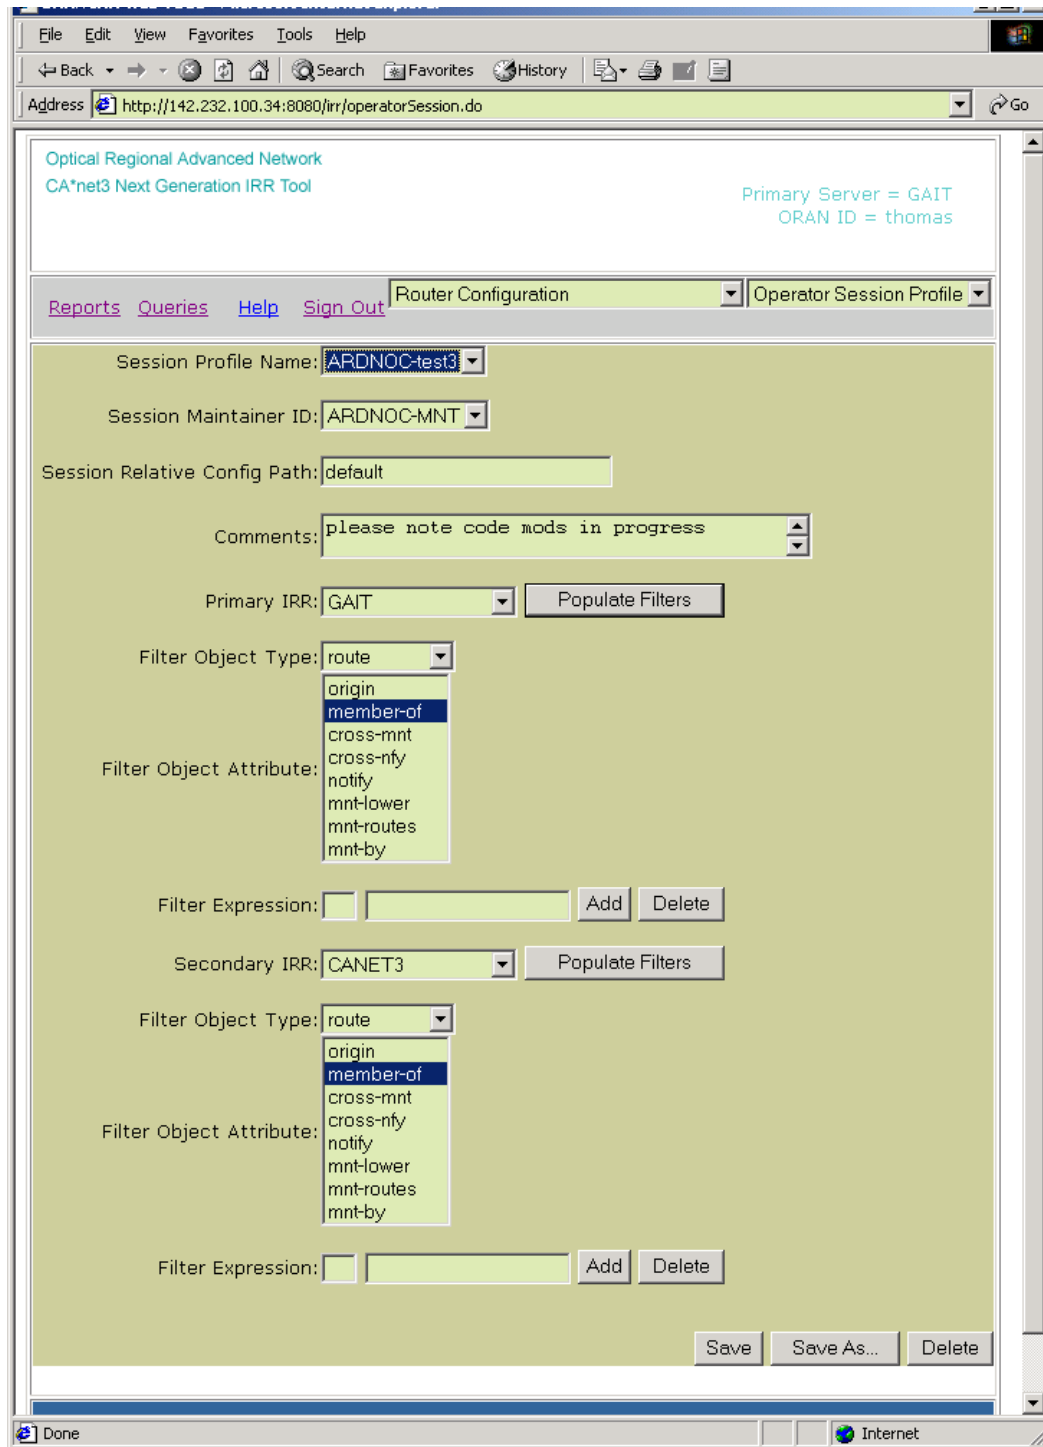 File Edit View Favorites Tools Help
Back Search Favorites History
Address http://142.232.100.34:8080/irr/operatorSession.do Go
Optical Regional Advanced Network
CA*net3 Next Generation IRR Tool
Primary Server = GAIT
ORAN ID = thomas
Reports Queries Help Sign Out Router Configuration Operator Session Profile
Session Profile Name: ARDNOC-test3
Session Maintainer ID: ARDNOC-MNT
Session Relative Config Path: default
Comments: please note code mods in progress
Primary IRR: GAIT Populate Filters
Filter Object Type: route
origin
member-of
cross-mnt
cross-nfy
Filter Object Attribute:
notify
mnt-lower
mnt-routes
mnt-by
Filter Expression: Add Delete
Secondary IRR: CANET3 Populate Filters
Filter Object Type: route
origin
member-of
cross-mnt
cross-nfy
Filter Object Attribute:
notify
mnt-lower
mnt-routes
mnt-by
Filter Expression: Add Delete
Save Save As... Delete
Done Internet